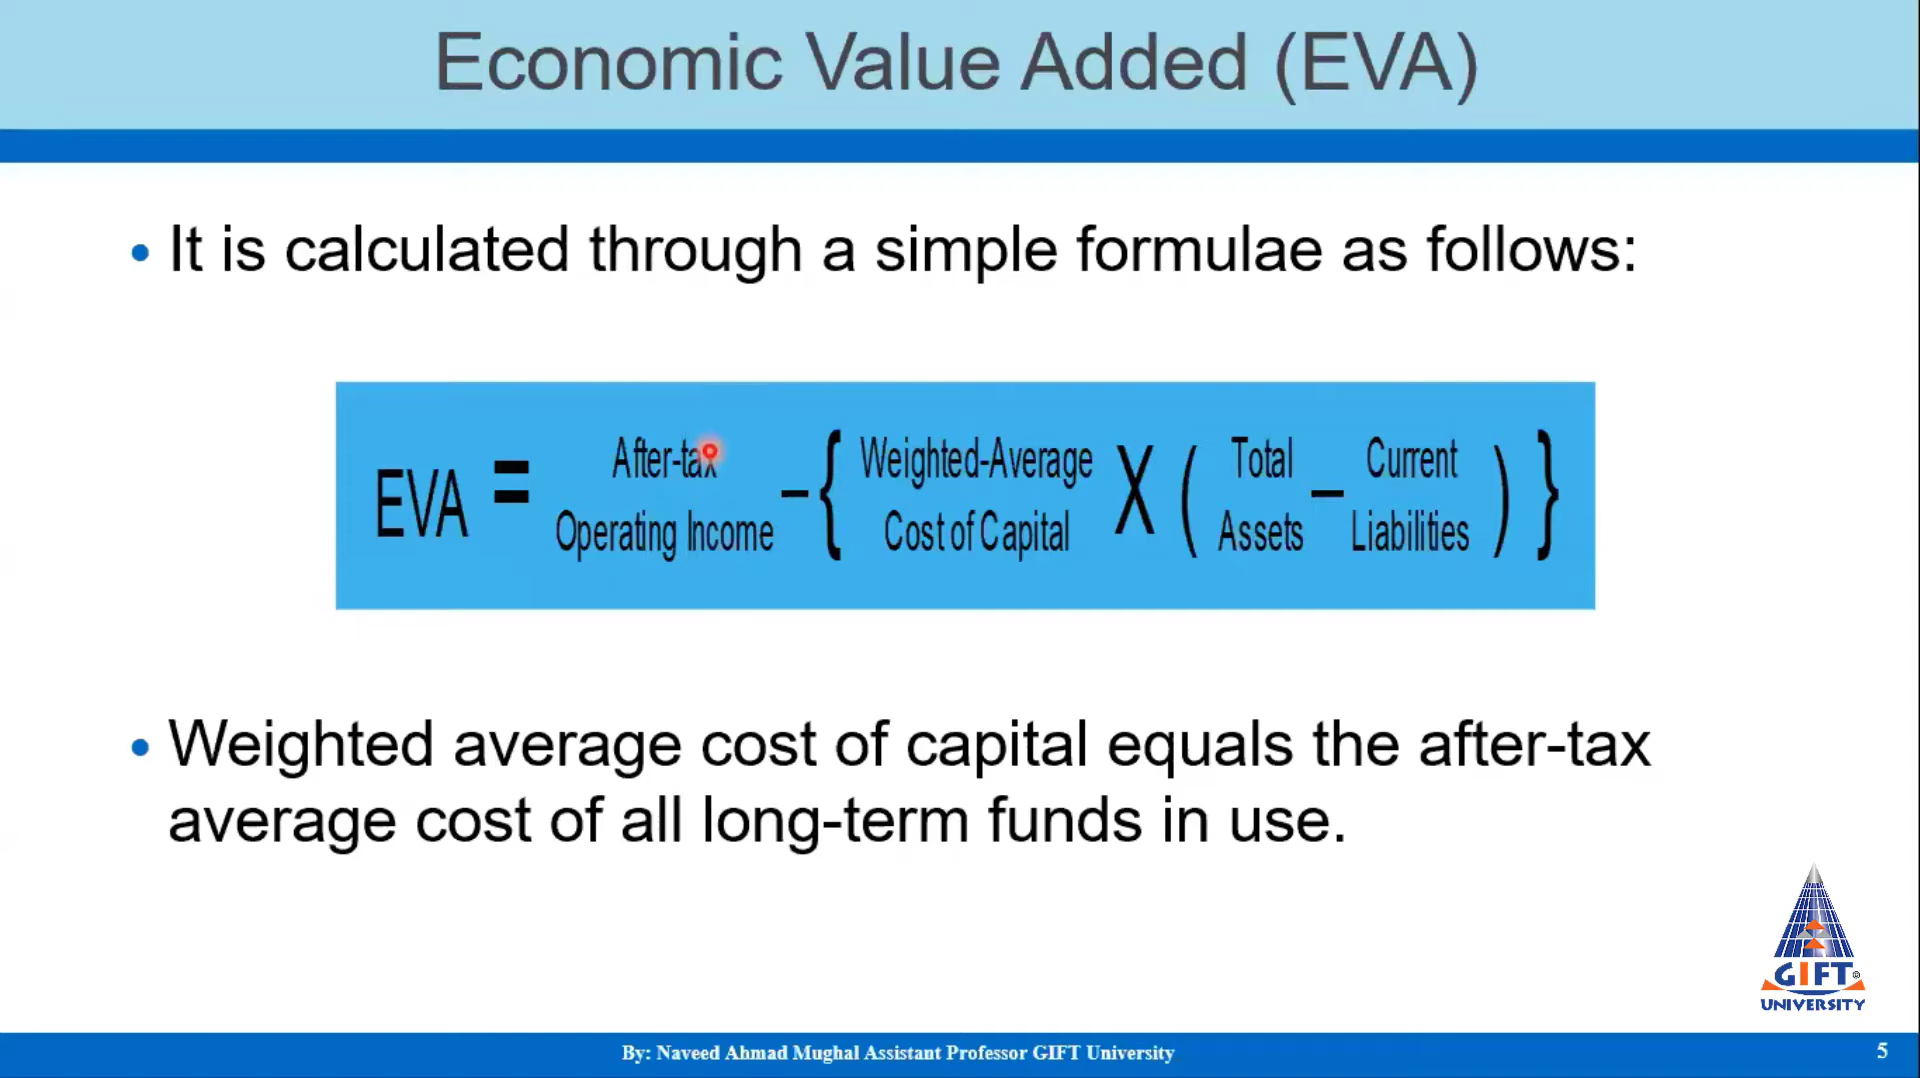 Economic Value Added (EVA)
• It is calculated through a simple formulae as follows:
EVA = After-tax Operating Income – { Weighted-Average Cost of Capital X ( Total Assets – Current Liabilities ) }
• Weighted average cost of capital equals the after-tax
average cost of all long-term funds in use.
GIFT
UNIVERSITY
By: Naveed Ahmad Mughal Assistant Professor GIFT University
5